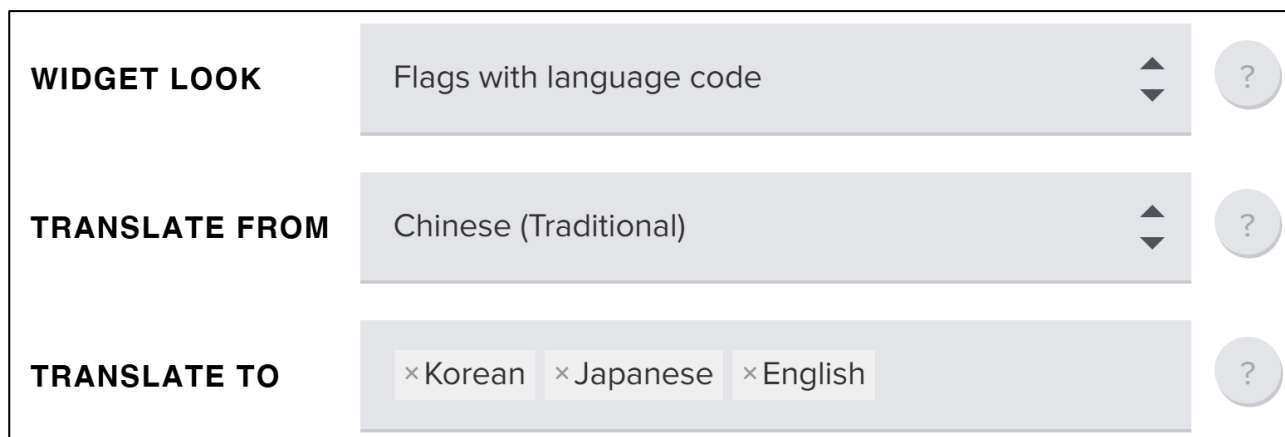 WIDGET LOOK Flags with language code ?
TRANSLATE FROM Chinese (Traditional) ?
TRANSLATE TO ×Korean ×Japanese ×English ?